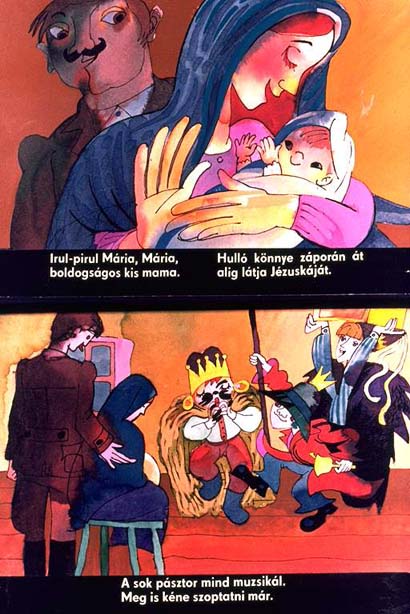 Irul-pirul Mária, Mária,
boldogságos kis mama.
Hulló könnye záporán át
alig látja Jézuskáját.
A sok pásztor mind muzsikál.
Meg is kéne szoptatni már.